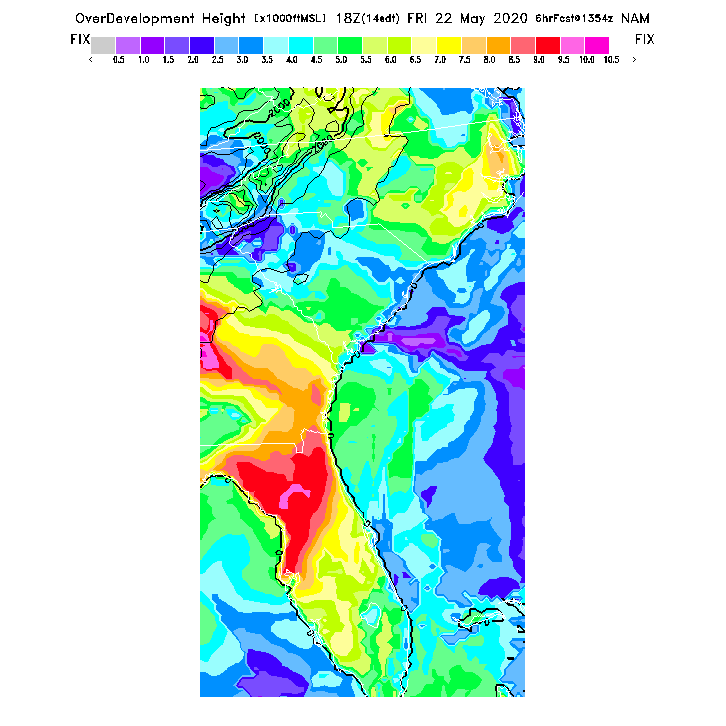 OverDevelopment Height [x1000ftMSL] 18Z(14edt) FRI 22 May 2020 6hrFcst@1354z NAM
FIX FIX
< 0.5 1.0 1.5 2.0 2.5 3.0 3.5 4.0 4.5 5.0 5.5 6.0 6.5 7.0 7.5 8.0 8.5 9.0 9.5 10.0 10.5 >
2000